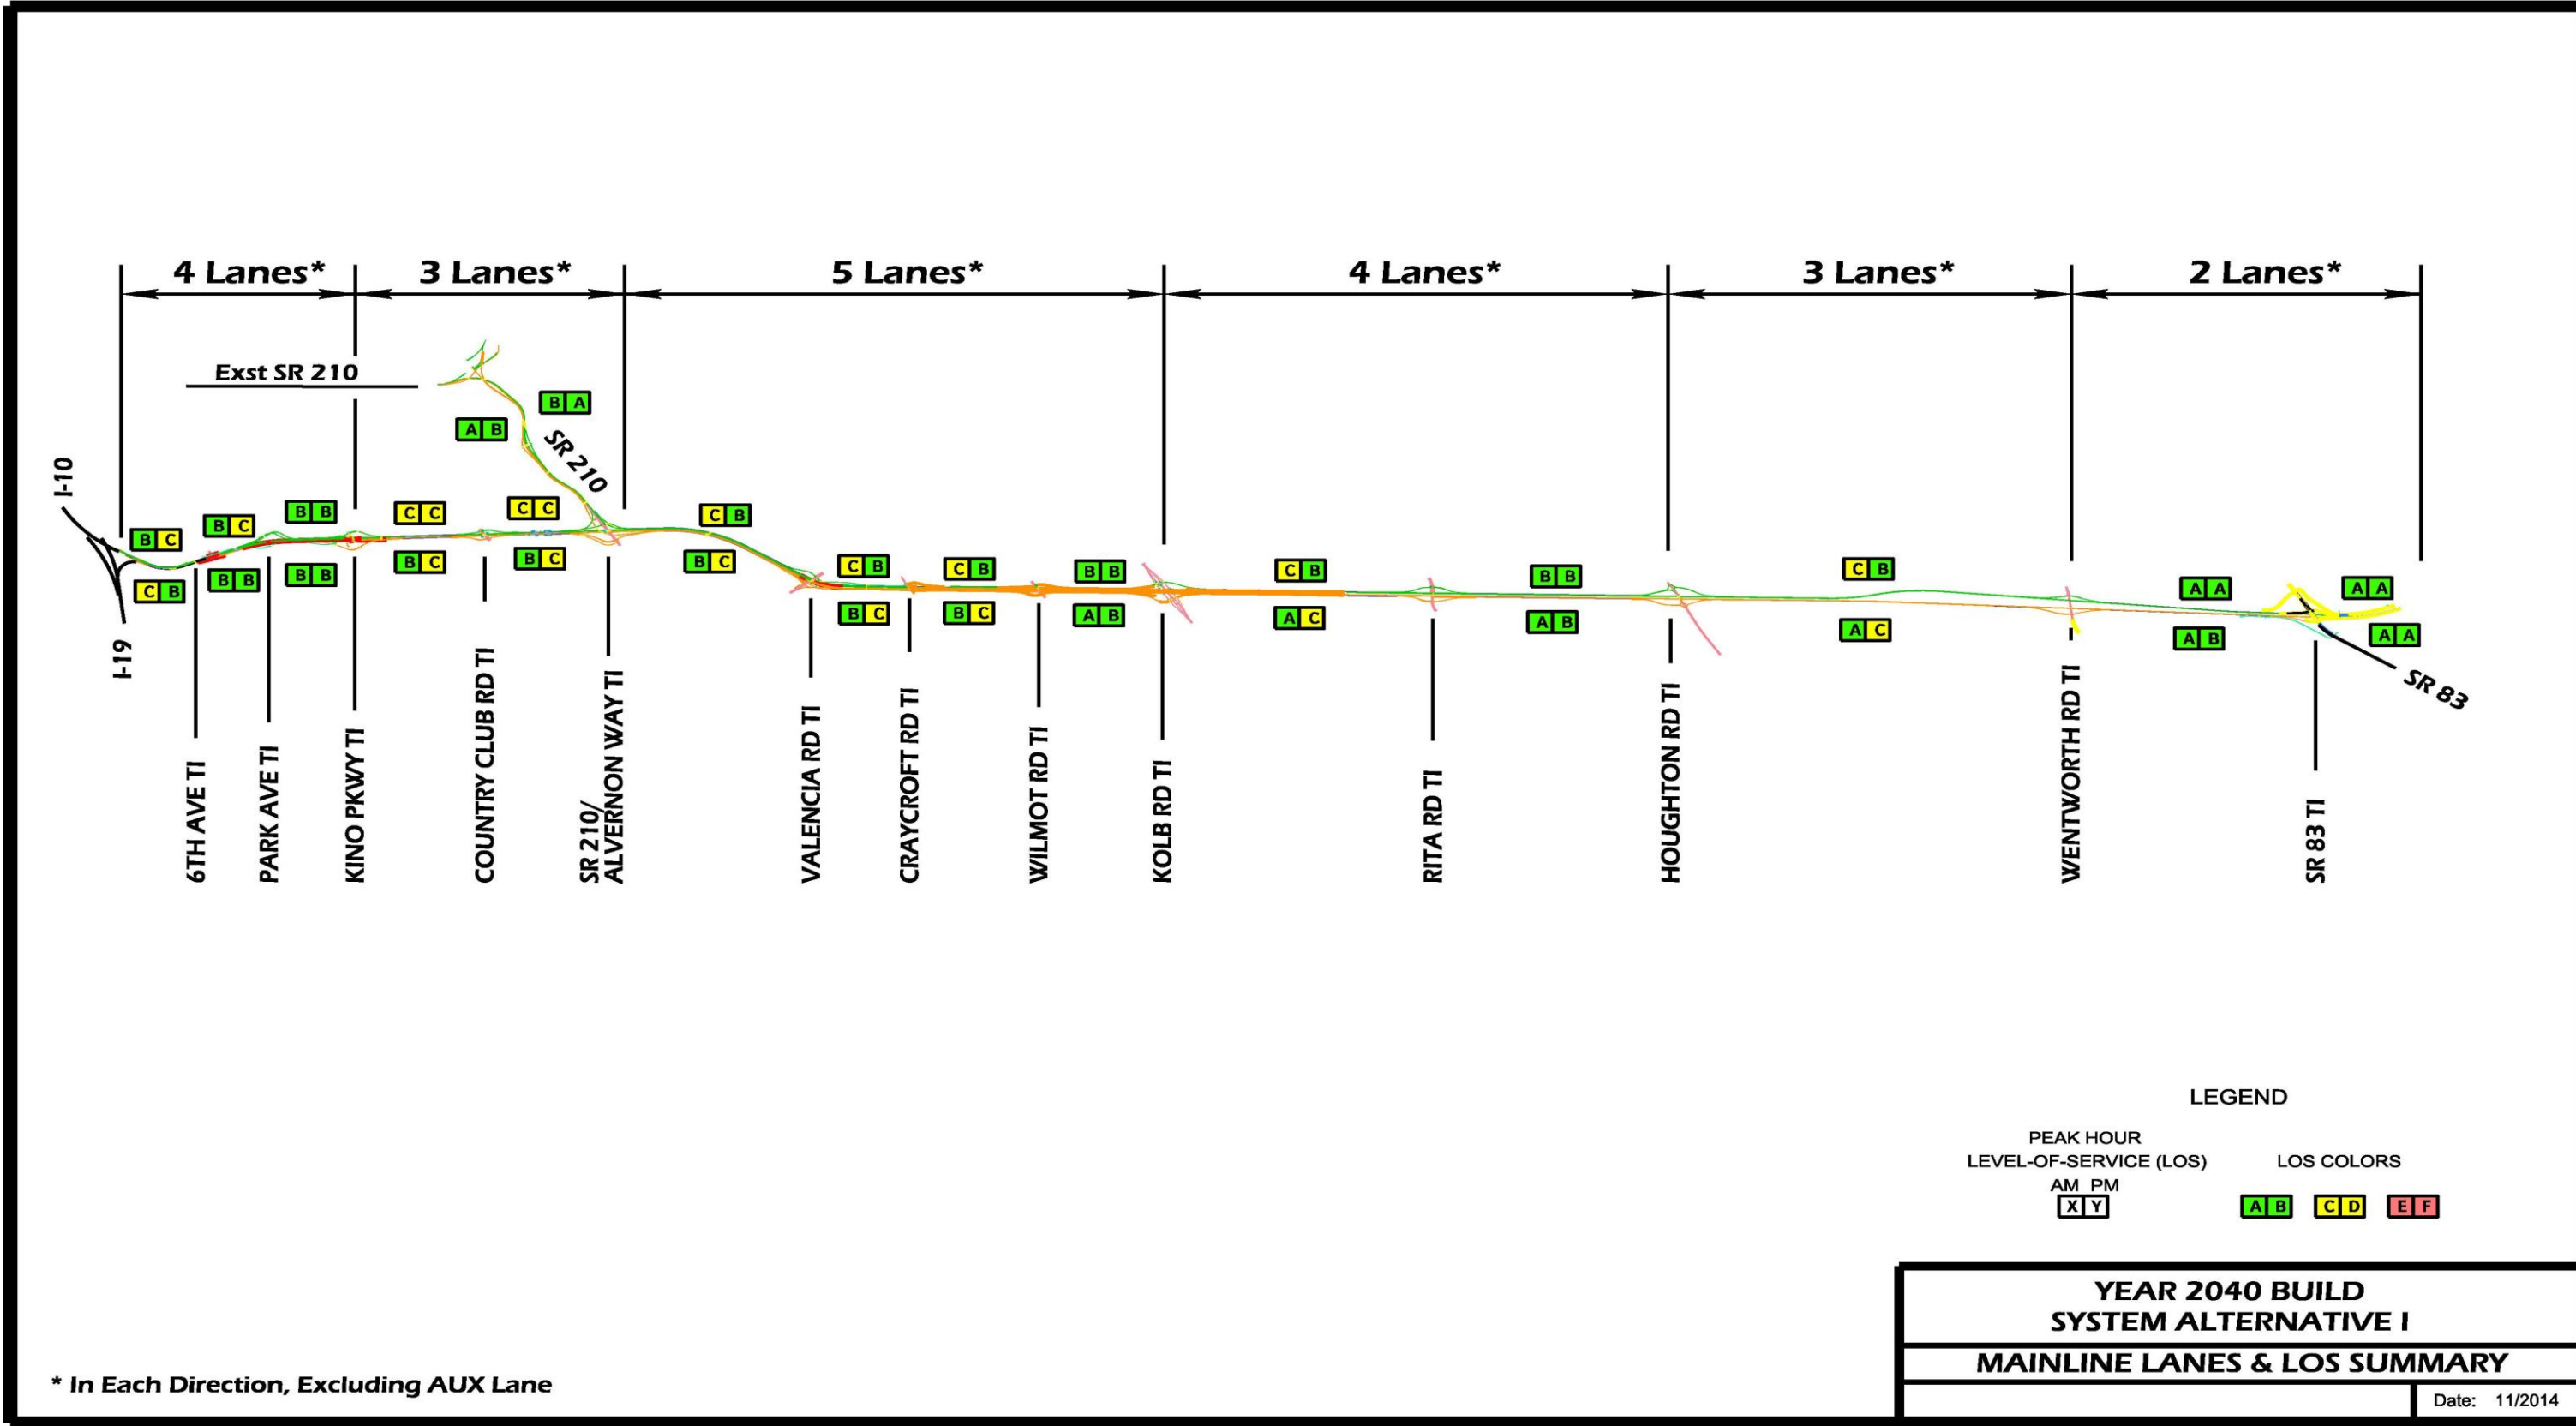 4 Lanes* 3 Lanes* 5 Lanes* 4 Lanes* 3 Lanes* 2 Lanes*
Exst SR 210
B A
A B
SR 210
I-10
I-19
B C
B C
B B
C C
C C
C B
C B
B B
B B
B C
B C
B C
C B
C B
B B
C B
B B
C B
A A
A A
B C
B C
A B
A C
A B
A C
A B
A A
SR 83
6TH AVE TI
PARK AVE TI
KINO PKWY TI
COUNTRY CLUB RD TI
SR 210/
ALVERNON WAY TI
VALENCIA RD TI
CRAYCROFT RD TI
WILMOT RD TI
KOLB RD TI
RITA RD TI
HOUGHTON RD TI
WENTWORTH RD TI
SR 83 TI
LEGEND
PEAK HOUR
LEVEL-OF-SERVICE (LOS)
AM PM
X Y
LOS COLORS
A B C D E F
YEAR 2040 BUILD
SYSTEM ALTERNATIVE I
MAINLINE LANES & LOS SUMMARY
Date: 11/2014
* In Each Direction, Excluding AUX Lane